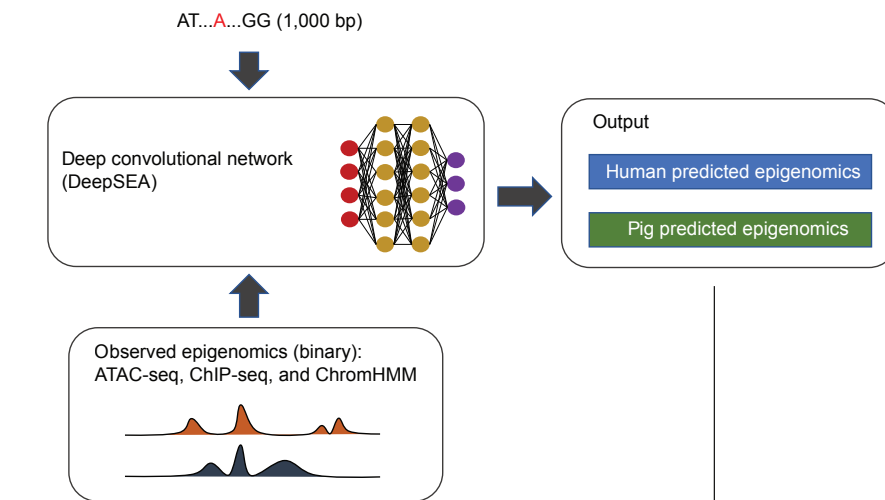 AT...A...GG (1,000 bp)
Deep convolutional network
(DeepSEA)
Output
Human predicted epigenomics
Pig predicted epigenomics
Observed epigenomics (binary):
ATAC-seq, ChIP-seq, and ChromHMM